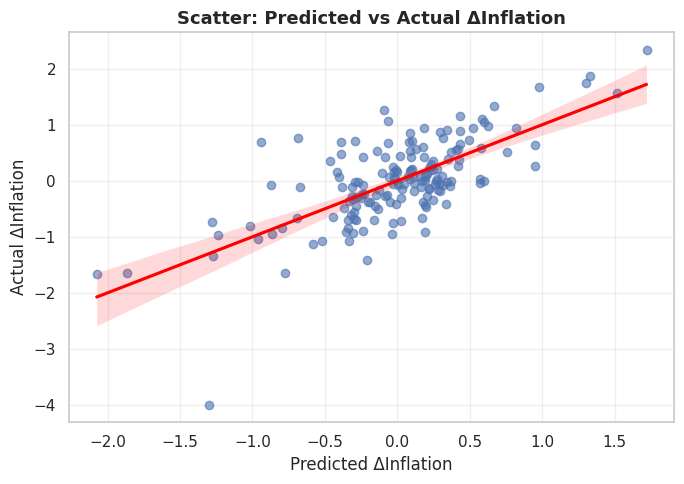 Scatter: Predicted vs Actual ΔInflation
Actual ΔInflation
2
1
0
−1
−2
−3
−4
−2.0 −1.5 −1.0 −0.5 0.0 0.5 1.0 1.5
Predicted ΔInflation